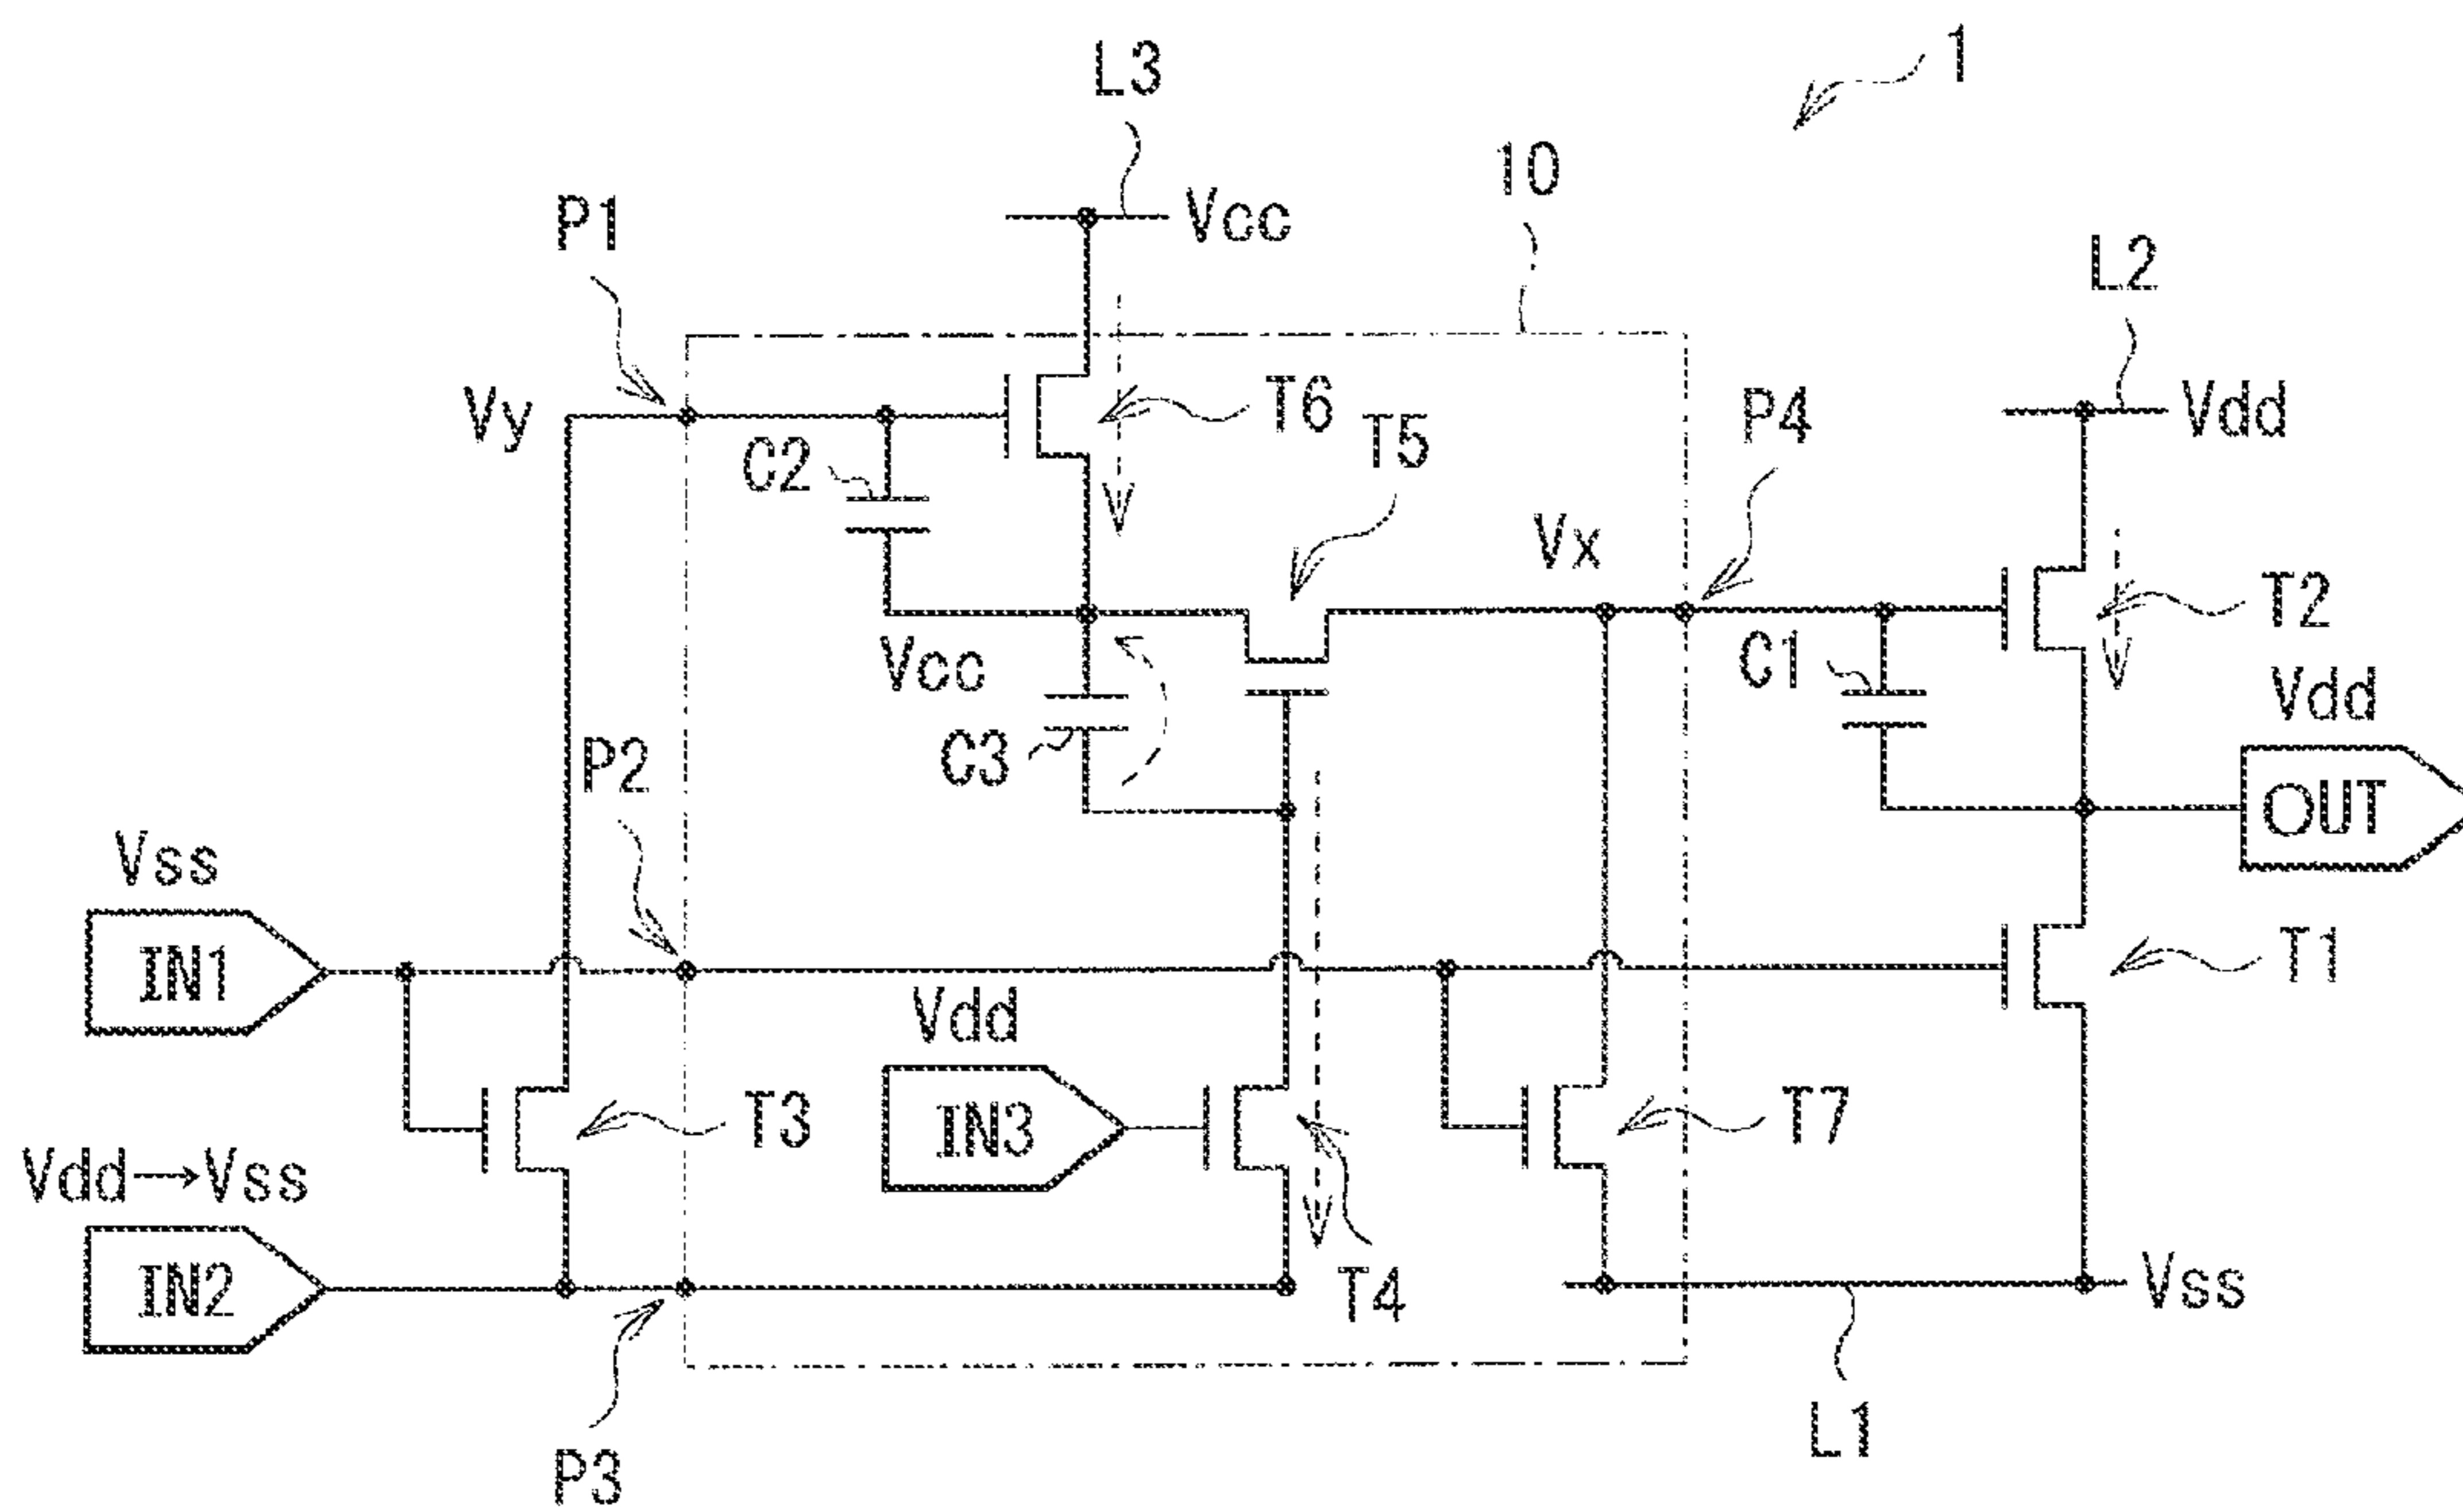 1
L3
10
P1
Vcc
L2
Vy
T6
T5
P4
Vdd
C2
Vx
T2
Vcc
C1
Vdd
C3
P2
OUT
Vss
IN1
T1
Vdd
IN3
T3
T7
Vdd→Vss
IN2
T4
Vss
P3
L1